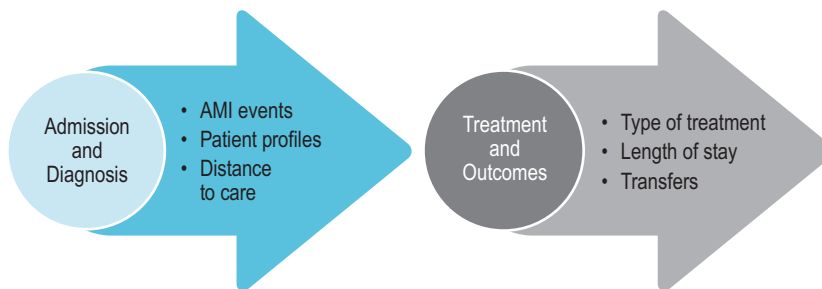 Admission
and
Diagnosis
• AMI events
• Patient profiles
• Distance
to care
Treatment
and
Outcomes
• Type of treatment
• Length of stay
• Transfers